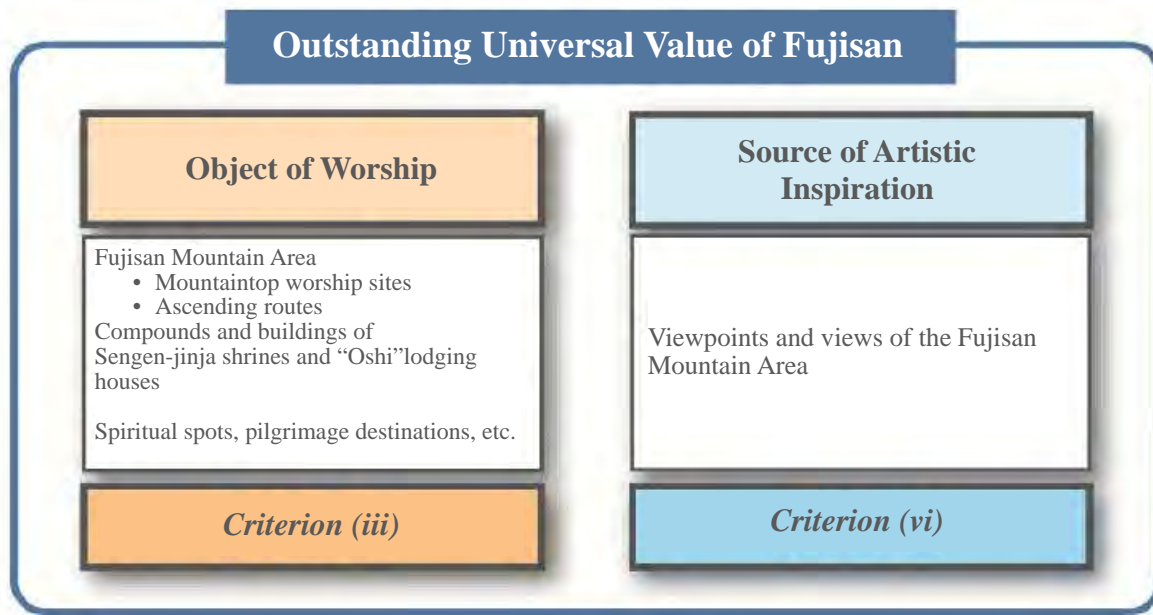 Outstanding Universal Value of Fujisan
Object of Worship
Fujisan Mountain Area
• Mountaintop worship sites
• Ascending routes
Compounds and buildings of
Sengen-jinja shrines and “Oshi”lodging
houses
Spiritual spots, pilgrimage destinations, etc.
Criterion (iii)
Source of Artistic
Inspiration
Viewpoints and views of the Fujisan
Mountain Area
Criterion (vi)